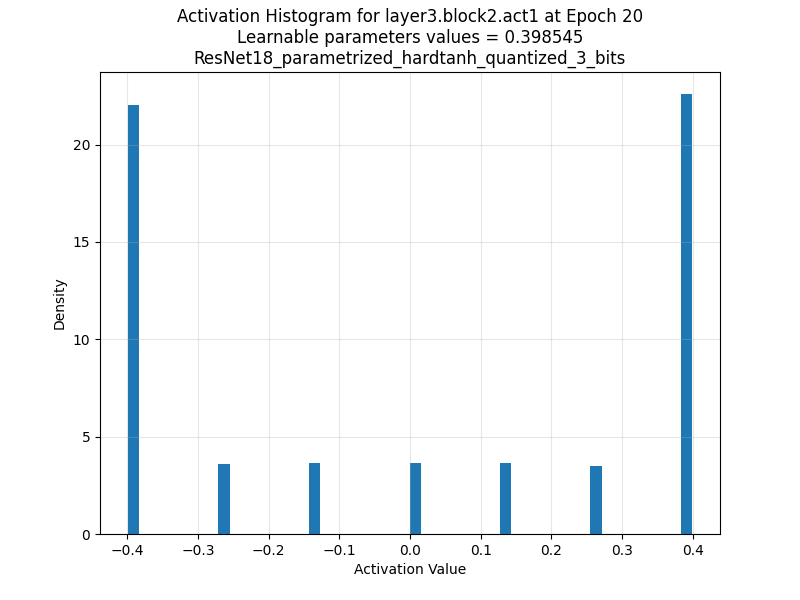 Activation Histogram for layer3.block2.act1 at Epoch 20
Learnable parameters values = 0.398545
ResNet18_parametrized_hardtanh_quantized_3_bits
20
15
10
5
0
Density
−0.4
−0.3
−0.2
−0.1
0.0
0.1
0.2
0.3
0.4
Activation Value